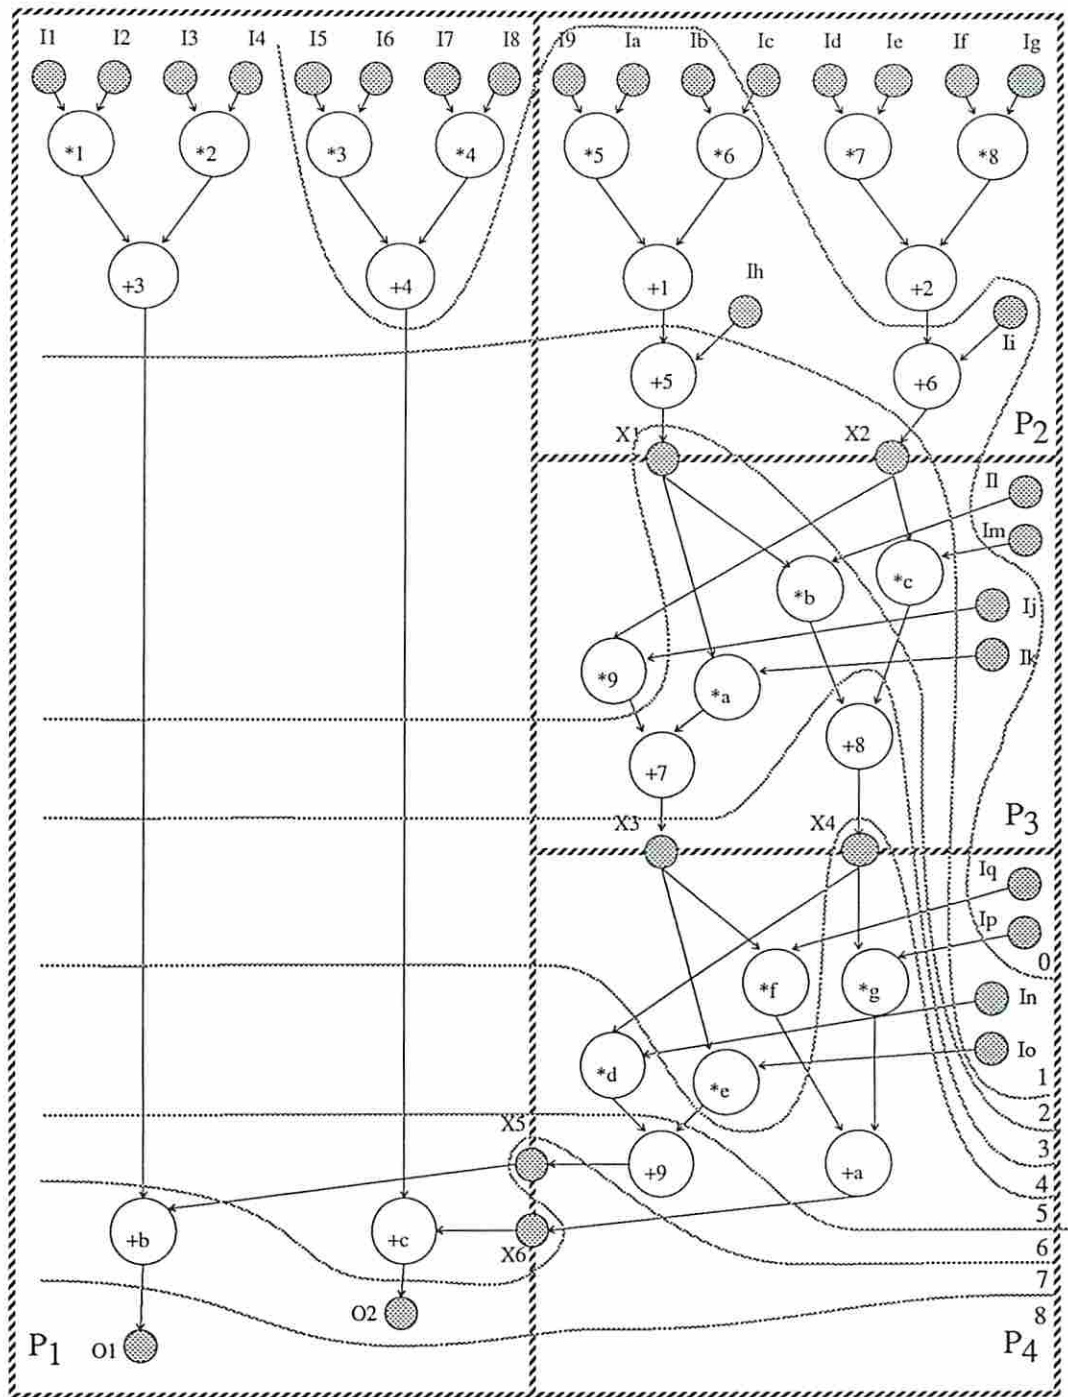 I1 I2 I3 I4 I5 I6 I7 I8 I9 Ia Ib Ic Id Ie If Ig
*1 *2 *3 *4 *5 *6 *7 *8
+3 +4 +1 +2
Ih
Ii
+5 +6
P2
X1 X2
Il
Im
*b *c
Ij
Ik
*9 *a
+7 +8
P3
X3 X4
Iq
Ip
0
*f *g
In
Io
*d *e
1
2
X5
3
+9 +a
4
5
+b +c
X6
6
7
O2
8
P1 O1 P4